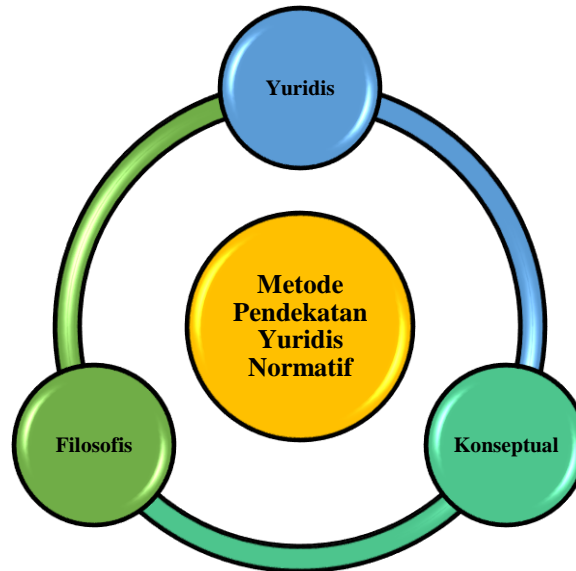 Yuridis
Metode
Pendekatan
Yuridis
Normatif
Filosofis
Konseptual